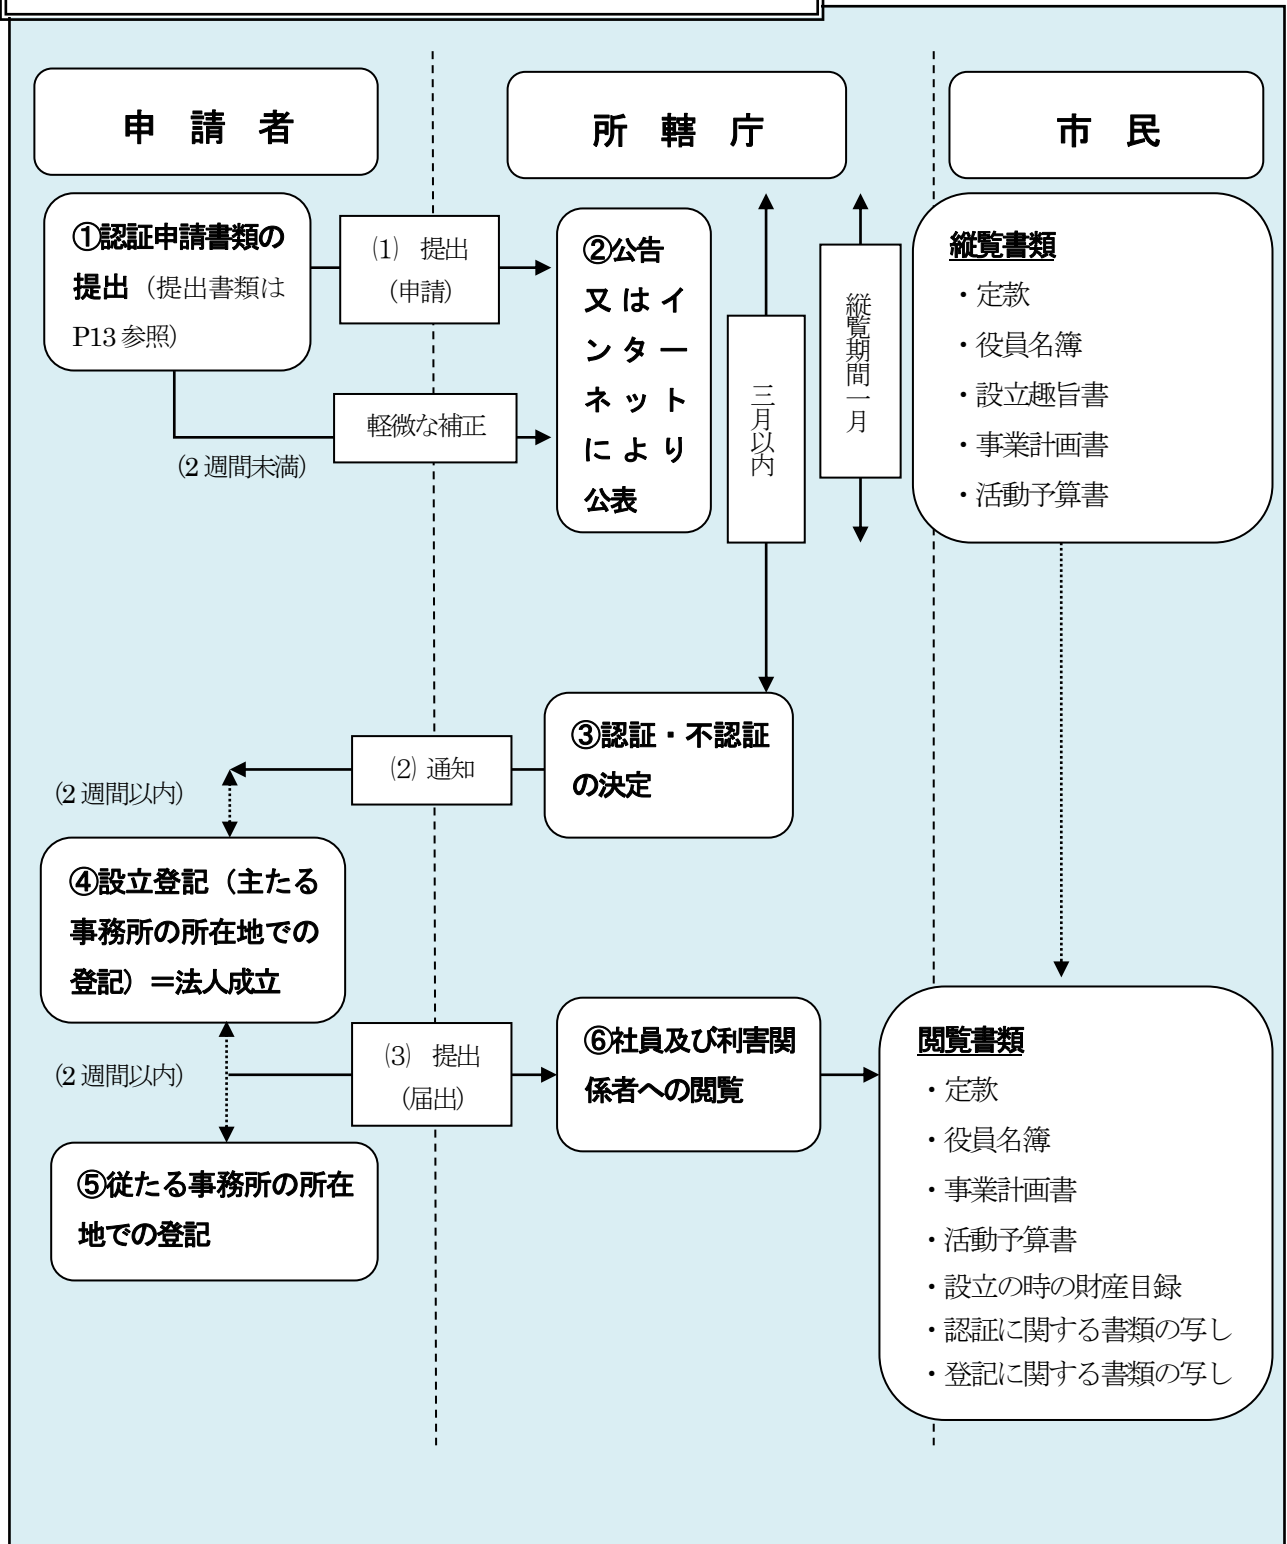 申 請 者
所 轄 庁
市 民
①認証申請書類の
提出（提出書類は
P13 参照）
(1) 提出
（申請）
軽微な補正
（2 週間未満）
②公告
又はイ
ンター
ネット
により
公表
三月以内
縦覧期間一月
縦覧書類
・定款
・役員名簿
・設立趣旨書
・事業計画書
・活動予算書
③認証・不認証
の決定
(2) 通知
（2 週間以内）
④設立登記（主たる
事務所の所在地での
登記）＝法人成立
（2 週間以内）
(3) 提出
（届出）
⑤従たる事務所の所在
地での登記
⑥社員及び利害関
係者への閲覧
閲覧書類
・定款
・役員名簿
・事業計画書
・活動予算書
・設立の時の財産目録
・認証に関する書類の写し
・登記に関する書類の写し